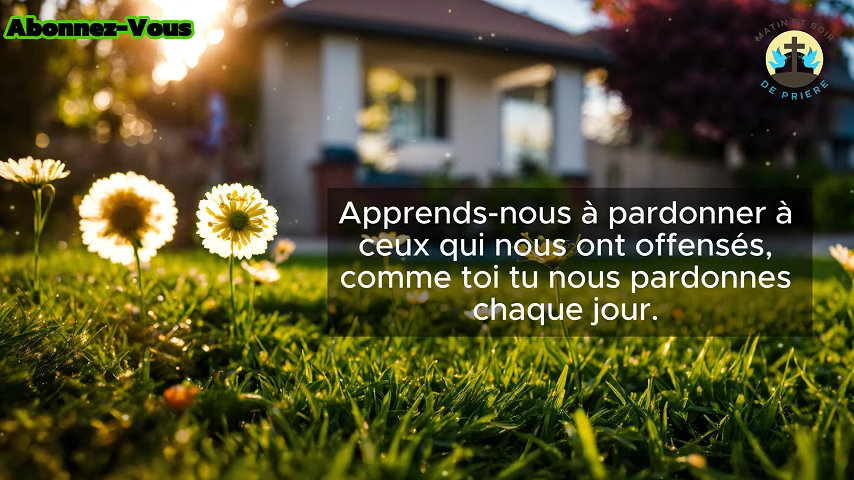 Abonnez-Vous
MATIN ET SOIR
DE PRIERE
Apprends-nous à pardonner à
ceux qui nous ont offensés,
comme toi tu nous pardonnes
chaque jour.